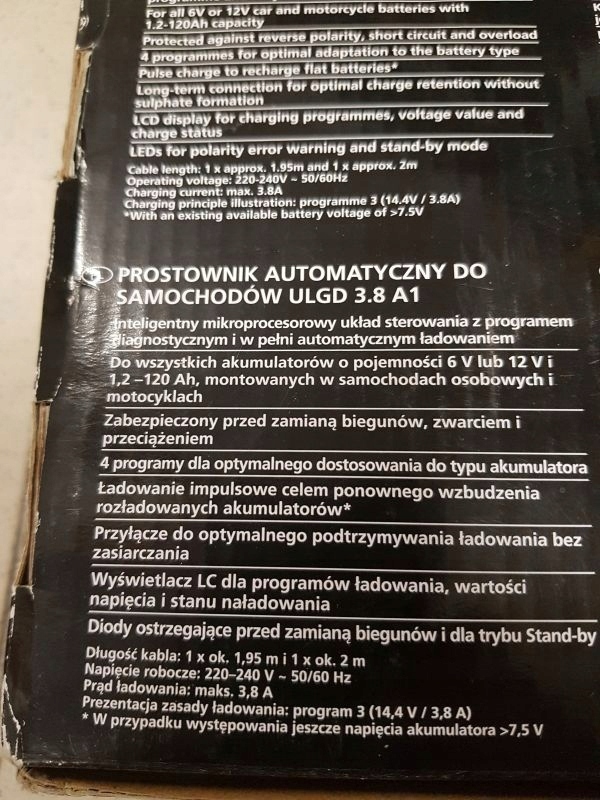 For all 6V or 12V car and motorcycle batteries with
1.2-120Ah capacity
Protected against reverse polarity, short circuit and overload
4 programmes for optimal adaptation to the battery type
Pulse charge to recharge flat batteries*
Long-term connection for optimal charge retention without
sulphate formation
LCD display for charging programmes, voltage value and
charge status
LEDs for polarity error warning and stand-by mode
Cable length: 1 x approx. 1.95m and 1 x approx. 2m
Operating voltage: 220-240V ~ 50/60Hz
Charging current: max. 3.8A
Charging principle illustration: programme 3 (14.4V / 3.8A)
*With an existing available battery voltage of >7.5V
PROSTOWNIK AUTOMATYCZNY DO
SAMOCHODÓW ULGD 3.8 A1
Inteligentny mikroprocesorowy układ sterowania z programem
diagnostycznym i w pełni automatycznym ładowaniem
Do wszystkich akumulatorów o pojemności 6 V lub 12 V i
1,2 –120 Ah, montowanych w samochodach osobowych i
motocyklach
Zabezpieczony przed zamianą biegunów, zwarciem i
przeciążeniem
4 programy dla optymalnego dostosowania do typu akumulatora
Ładowanie impulsowe celem ponownego wzbudzenia
rozładowanych akumulatorów*
Przyłącze do optymalnego podtrzymywania ładowania bez
zasiarczania
Wyświetlacz LC dla programów ładowania, wartości
napięcia i stanu naładowania
Diody ostrzegające przed zamianą biegunów i dla trybu Stand-by
Długość kabla: 1 x ok. 1,95 m i 1 x ok. 2 m
Napięcie robocze: 220–240 V ~ 50/60 Hz
Prąd ładowania: maks. 3,8 A
Prezentacja zasady ładowania: program 3 (14,4 V / 3,8 A)
* W przypadku występowania jeszcze napięcia akumulatora >7,5 V